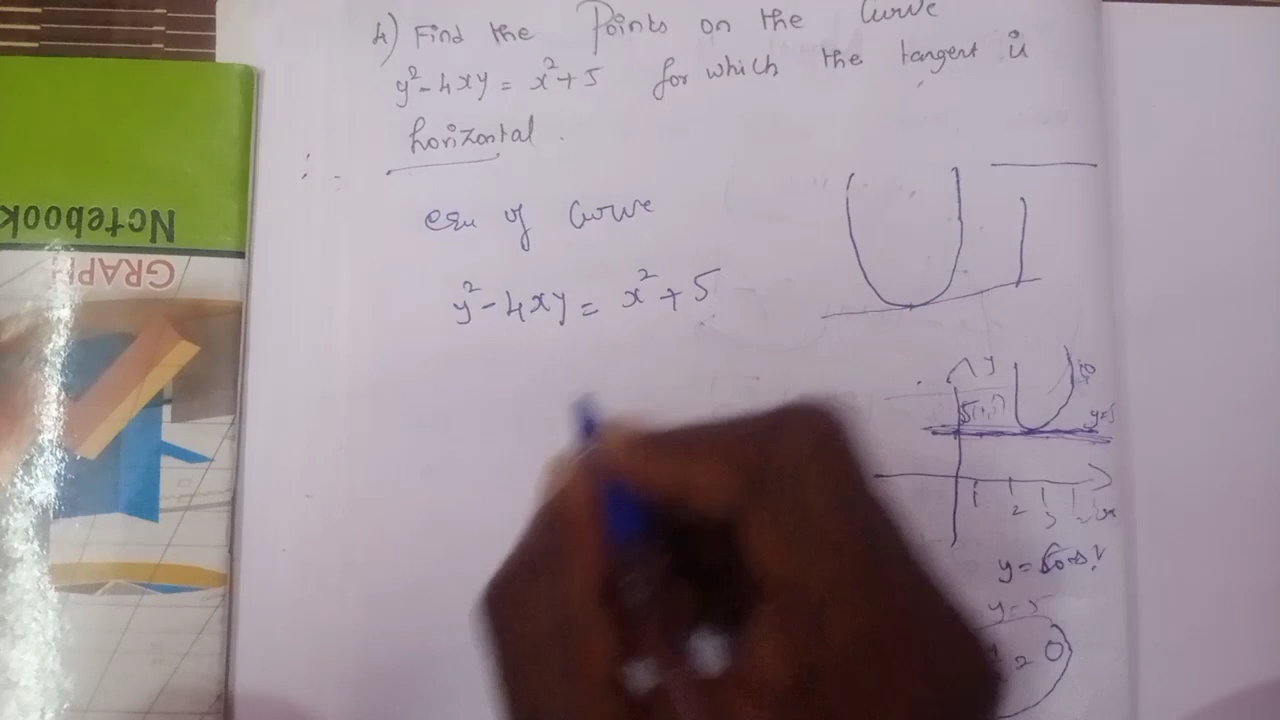 4) Find the Points on the Curve
y² - 4xy = x² + 5 for which the tangent is
horizontal.
eqn of Curve
y² - 4xy = x² + 5
Notebook
GRAPH
y
y=5
1 2 3
y=5